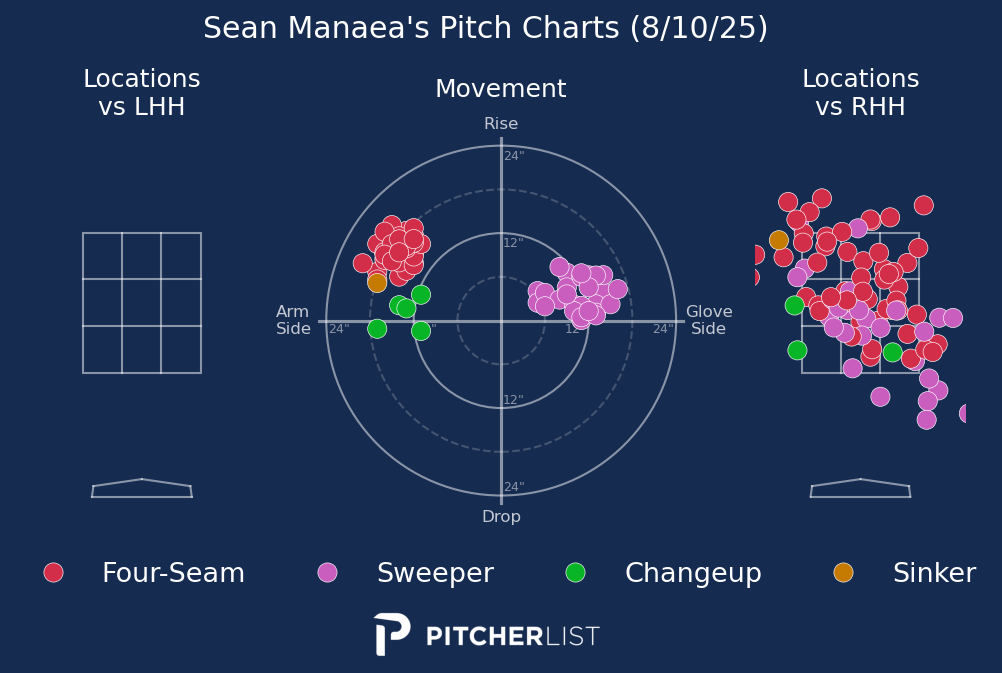 Sean Manaea's Pitch Charts (8/10/25)
Locations
vs LHH
Movement
Locations
vs RHH
Rise
24"
12"
Arm
Side
24"
12"
24"
Glove
Side
12"
24"
Drop
Four-Seam
Sweeper
Changeup
Sinker
PITCHERLIST